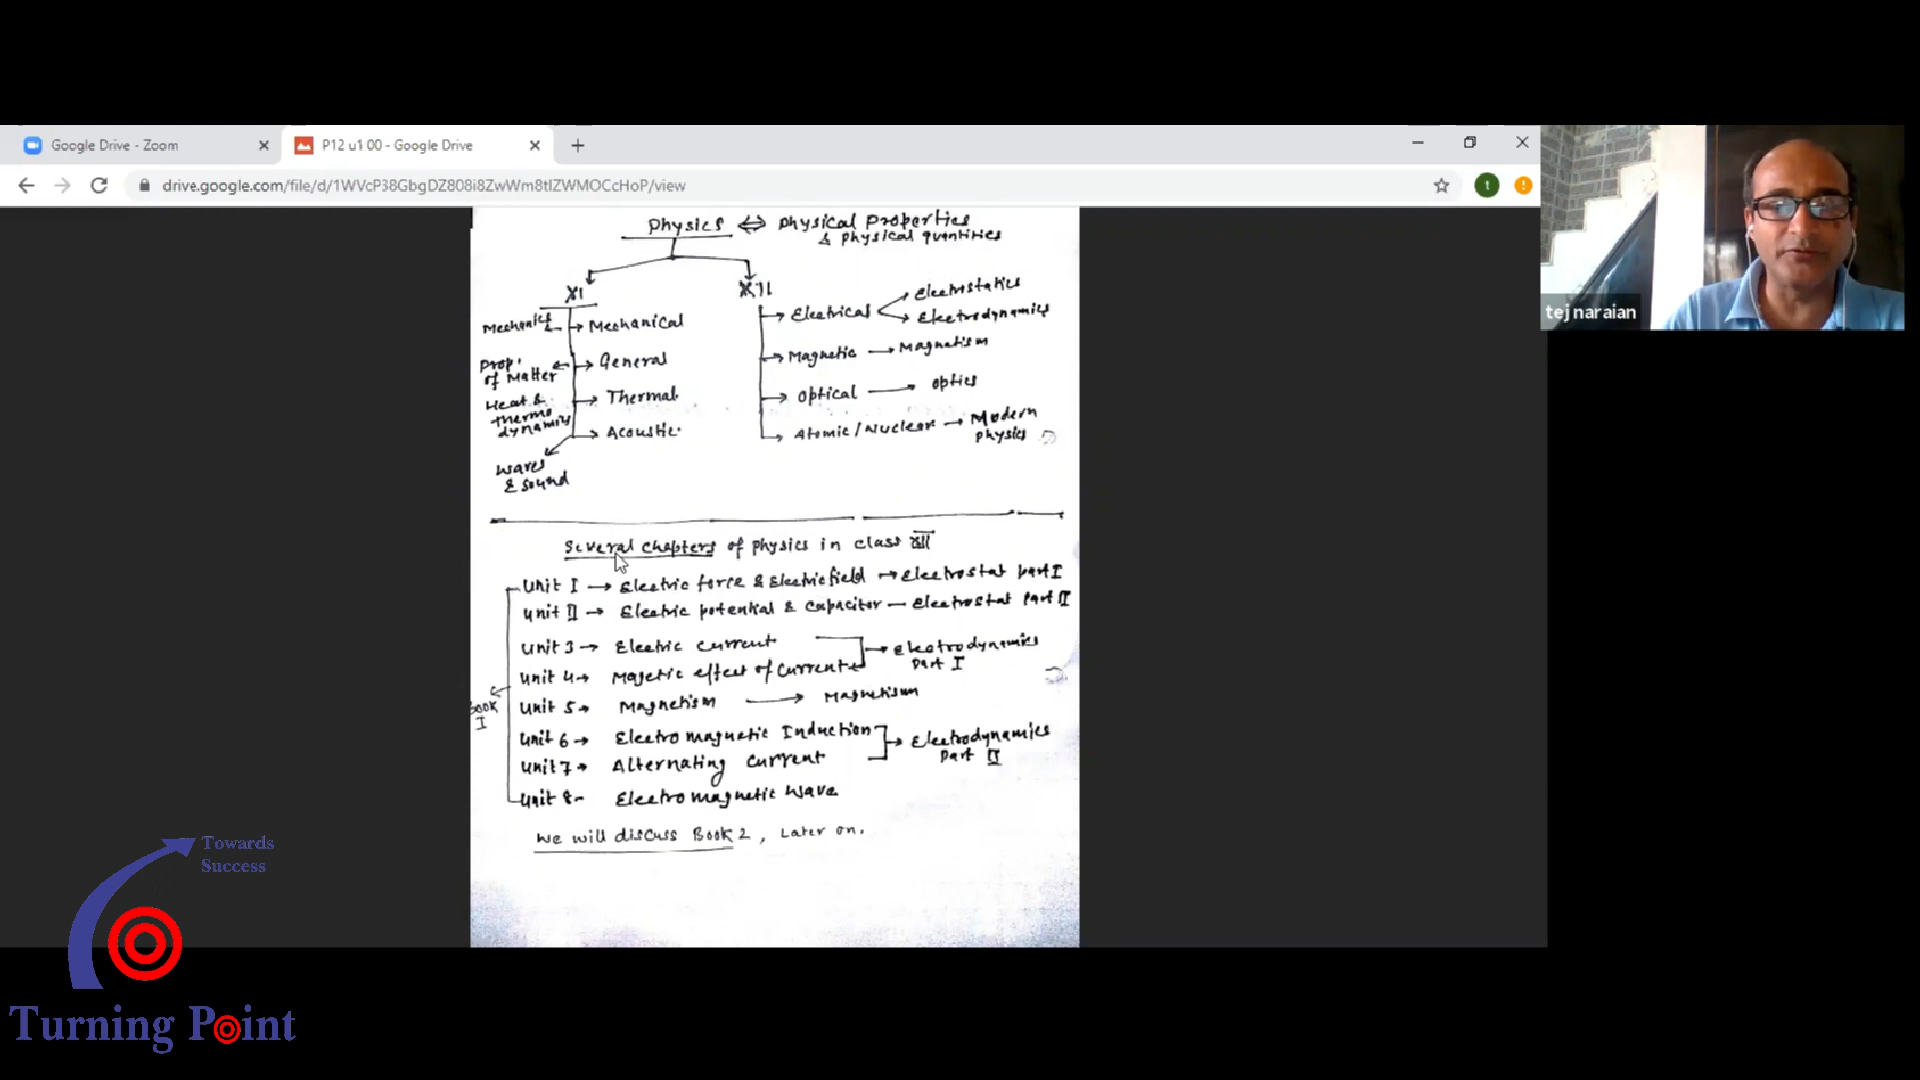 Google Drive - Zoom
P12 u1 00 - Google Drive
drive.google.com/file/d/1WVcP38GbgDZ808i8ZwWm8tIZWMOCcHoP/view
t
tej naraian
Physics ⇔ Physical Properties
& Physical quantities
XI
XII
Mechanics ← → Mechanical
Prop. of Matter ← → General
Heat & thermo dynamics ← → Thermal
→ Acoustic
Waves & Sound
→ Electrical → Electrostatics
→ Electrodynamics
→ Magnetic → Magnetism
→ Optical → Optics
→ Atomic/Nuclear → Modern Physics
Several chapters of Physics in class XII
Unit I → Electric force & Electric field → Electrostat Part I
Unit II → Electric potential & Capacitor - Electrostat Part II
Unit 3 → Electric Current
Unit 4 → Magetic effect of Current → Electrodynamics Part I
Unit 5 → Magnetism → Magnetism
Unit 6 → Electro magnetic Induction
Unit 7 → Alternating Current → Electrodynamics Part II
Unit 8 - Electro magnetic Wave
Book I
We will discuss Book 2, Later on.
Towards
Success
Turning Point